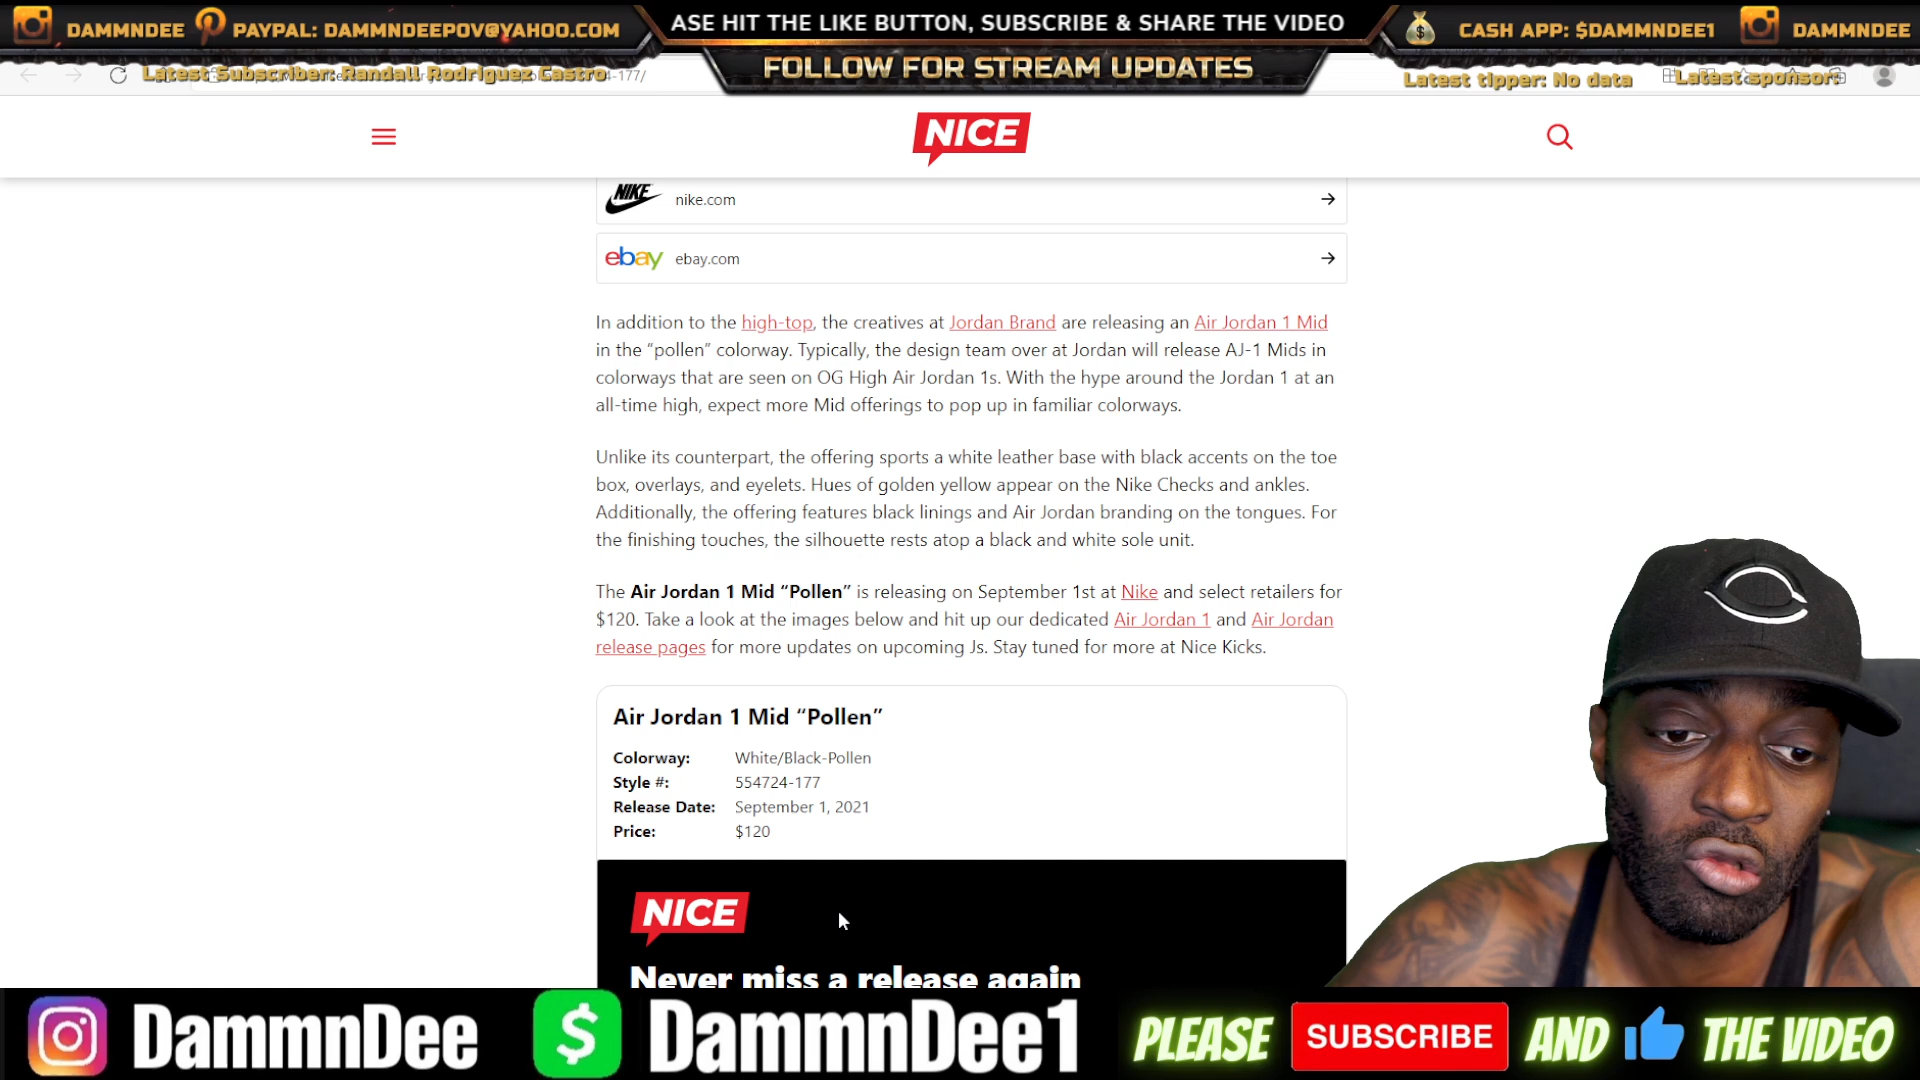 DAMMNDEE PAYPAL: DAMMNDEEPOV@YAHOO.COM
ASE HIT THE LIKE BUTTON, SUBSCRIBE & SHARE THE VIDEO
CASH APP: $DAMMNDEE1 DAMMNDEE
Latest Subscriber: Randall Rodriguez Castro -177/
FOLLOW FOR STREAM UPDATES
Latest tipper: No data Latest sponsor:
NICE
NIKE nike.com
ebay ebay.com
In addition to the high-top, the creatives at Jordan Brand are releasing an Air Jordan 1 Mid
in the “pollen” colorway. Typically, the design team over at Jordan will release AJ-1 Mids in
colorways that are seen on OG High Air Jordan 1s. With the hype around the Jordan 1 at an
all-time high, expect more Mid offerings to pop up in familiar colorways.
Unlike its counterpart, the offering sports a white leather base with black accents on the toe
box, overlays, and eyelets. Hues of golden yellow appear on the Nike Checks and ankles.
Additionally, the offering features black linings and Air Jordan branding on the tongues. For
the finishing touches, the silhouette rests atop a black and white sole unit.
The Air Jordan 1 Mid “Pollen” is releasing on September 1st at Nike and select retailers for
$120. Take a look at the images below and hit up our dedicated Air Jordan 1 and Air Jordan
release pages for more updates on upcoming Js. Stay tuned for more at Nice Kicks.
Air Jordan 1 Mid “Pollen”
Colorway: White/Black-Pollen
Style #: 554724-177
Release Date: September 1, 2021
Price: $120
NICE
Never miss a release again
DammnDee $ DammnDee1 PLEASE SUBSCRIBE AND THE VIDEO